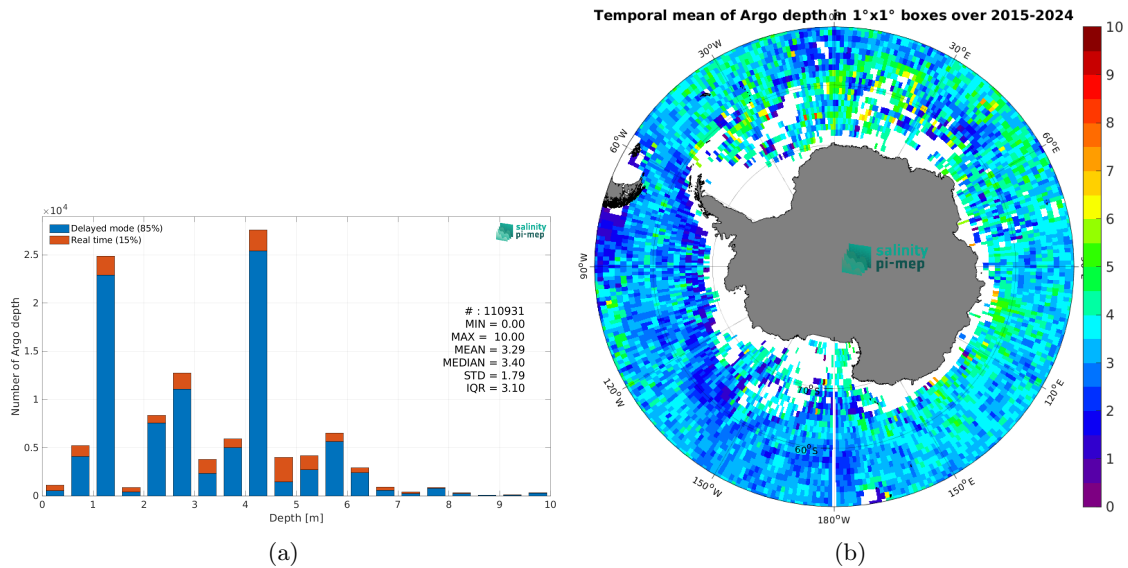 ×10⁴
Delayed mode (85%)
Real time (15%)
salinity
pi-mep
# : 110931
MIN = 0.00
MAX = 10.00
MEAN = 3.29
MEDIAN = 3.40
STD = 1.79
IQR = 3.10
Number of Argo depth
2.5
2
1.5
1
0.5
0
0 1 2 3 4 5 6 7 8 9 10
Depth [m]
(a)
Temporal mean of Argo depth in 1°x1° boxes over 2015-2024
30°W
30°E
60°W
60°E
90°W
120°W
120°E
150°W
150°E
180°W
70°S
60°S
salinity
pi-mep
10
9
8
7
6
5
4
3
2
1
0
(b)